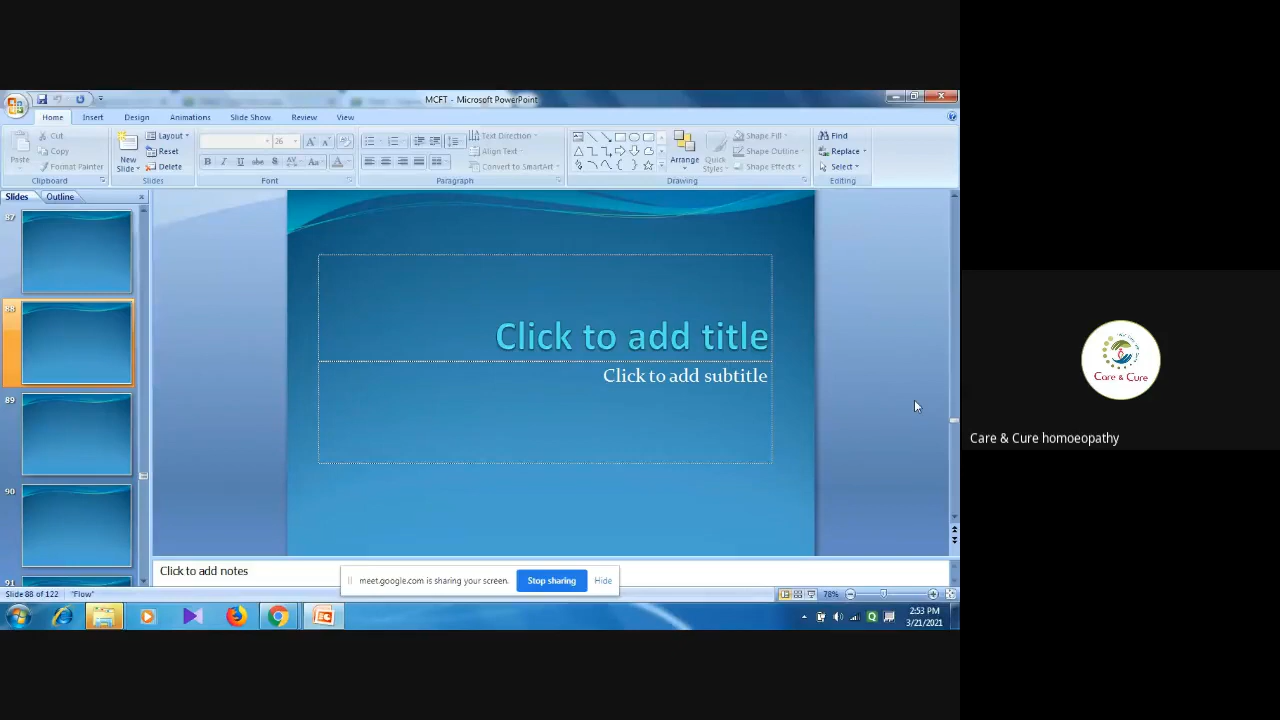 MCFT - Microsoft PowerPoint
Home Insert Design Animations Slide Show Review View
Paste
Cut
Copy
Format Painter
Clipboard
New Slide
Layout
Reset
Delete
Slides
26
Font
Text Direction
Align Text
Convert to SmartArt
Paragraph
Arrange
Quick Styles
Shape Fill
Shape Outline
Shape Effects
Drawing
Find
Replace
Select
Editing
Slides Outline
87
88
89
90
91
Click to add title
Click to add subtitle
Click to add notes
meet.google.com is sharing your screen.
Stop sharing
Hide
Slide 88 of 122
"Flow"
78%
2:53 PM
3/21/2021
Care & Cure
Care & Cure homoeopathy